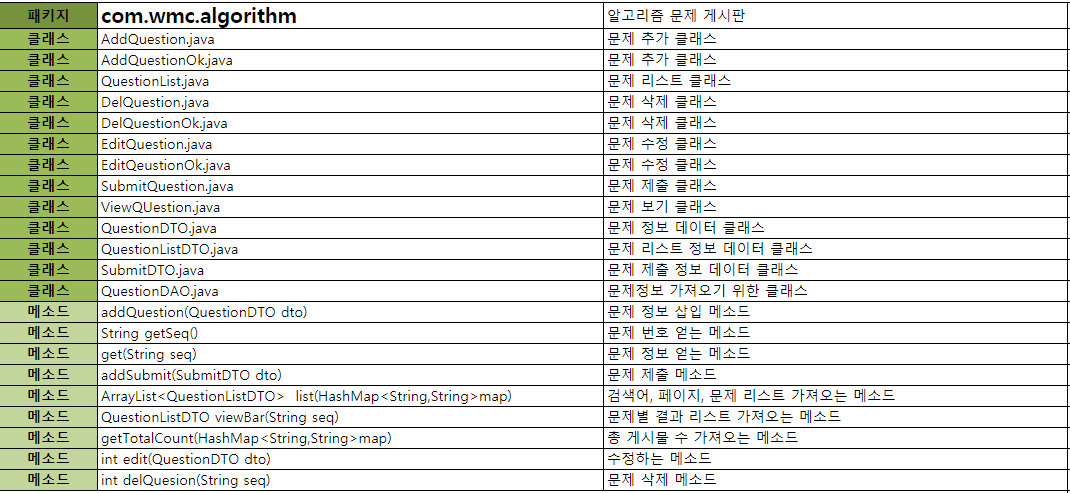 패키지 com.wmc.algorithm 알고리즘 문제 게시판
클래스 AddQuestion.java 문제 추가 클래스
클래스 AddQuestionOk.java 문제 추가 클래스
클래스 QuestionList.java 문제 리스트 클래스
클래스 DelQuestion.java 문제 삭제 클래스
클래스 DelQuestionOk.java 문제 삭제 클래스
클래스 EditQuestion.java 문제 수정 클래스
클래스 EditQeustionOk.java 문제 수정 클래스
클래스 SubmitQuestion.java 문제 제출 클래스
클래스 ViewQUestion.java 문제 보기 클래스
클래스 QuestionDTO.java 문제 정보 데이터 클래스
클래스 QuestionListDTO.java 문제 리스트 정보 데이터 클래스
클래스 SubmitDTO.java 문제 제출 정보 데이터 클래스
클래스 QuestionDAO.java 문제정보 가져오기 위한 클래스
메소드 addQuestion(QuestionDTO dto) 문제 정보 삽입 메소드
메소드 String getSeq() 문제 번호 얻는 메소드
메소드 get(String seq) 문제 정보 얻는 메소드
메소드 addSubmit(SubmitDTO dto) 문제 제출 메소드
메소드 ArrayList<QuestionListDTO> list(HashMap<String,String>map) 검색어, 페이지, 문제 리스트 가져오는 메소드
메소드 QuestionListDTO viewBar(String seq) 문제별 결과 리스트 가져오는 메소드
메소드 getTotalCount(HashMap<String,String>map) 총 게시물 수 가져오는 메소드
메소드 int edit(QuestionDTO dto) 수정하는 메소드
메소드 int delQuesion(String seq) 문제 삭제 메소드